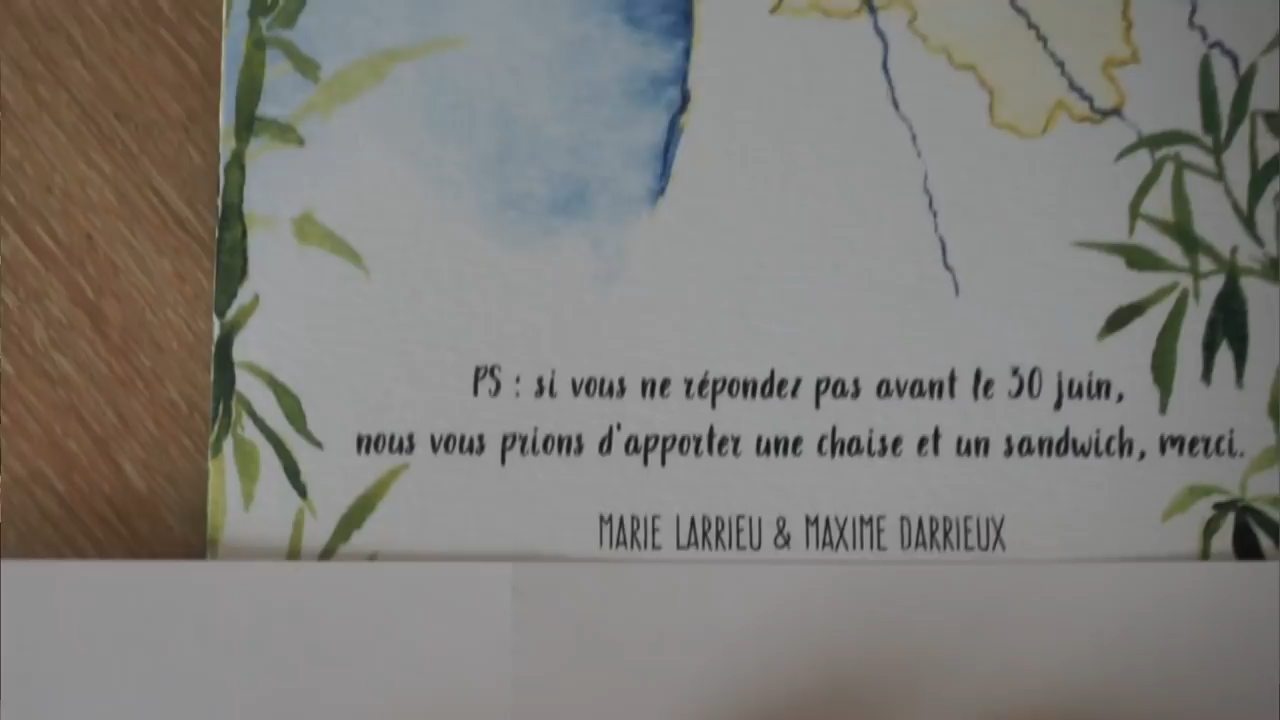 PS : si vous ne répondez pas avant le 30 juin,
nous vous prions d'apporter une chaise et un sandwich, merci.
MARIE LARRIEU & MAXIME DARRIEUX